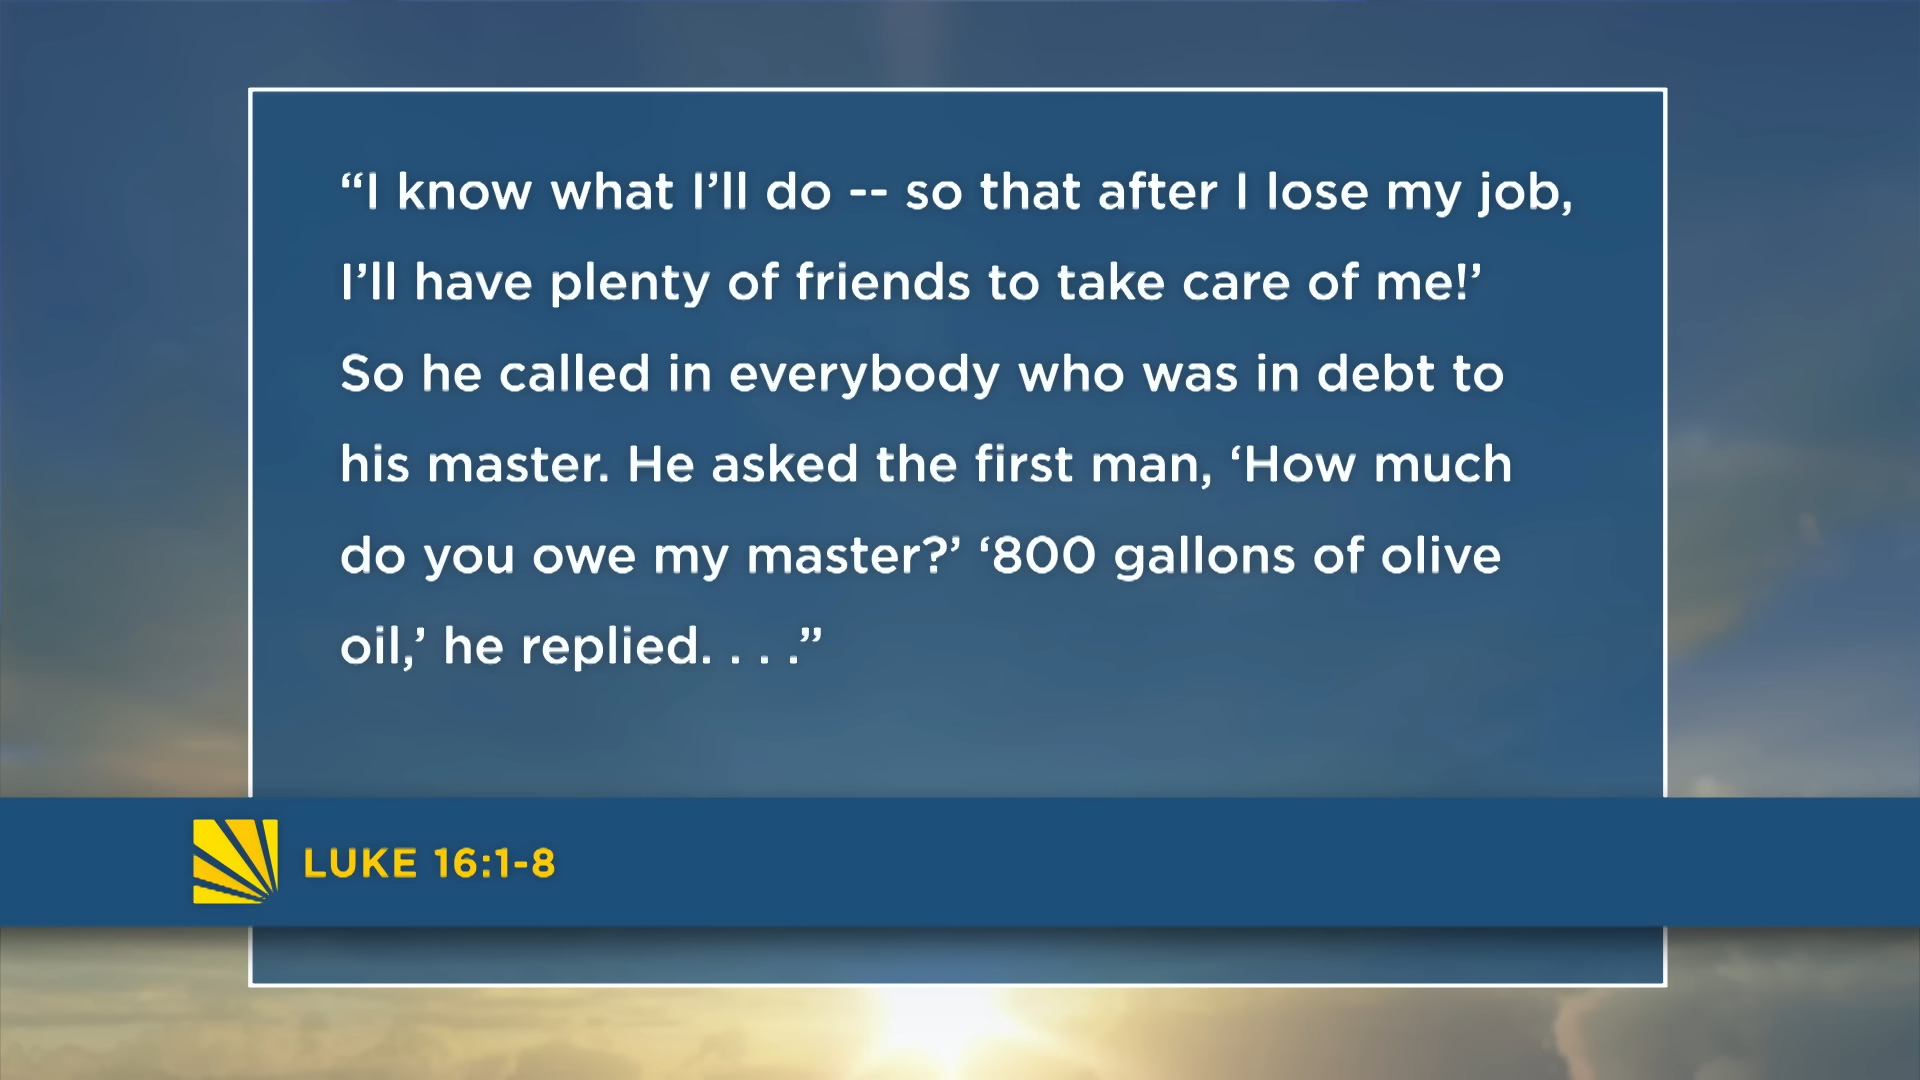 “I know what I’ll do -- so that after I lose my job,
I’ll have plenty of friends to take care of me!’
So he called in everybody who was in debt to
his master. He asked the first man, ‘How much
do you owe my master?’ ‘800 gallons of olive
oil,’ he replied. . . .”
LUKE 16:1-8